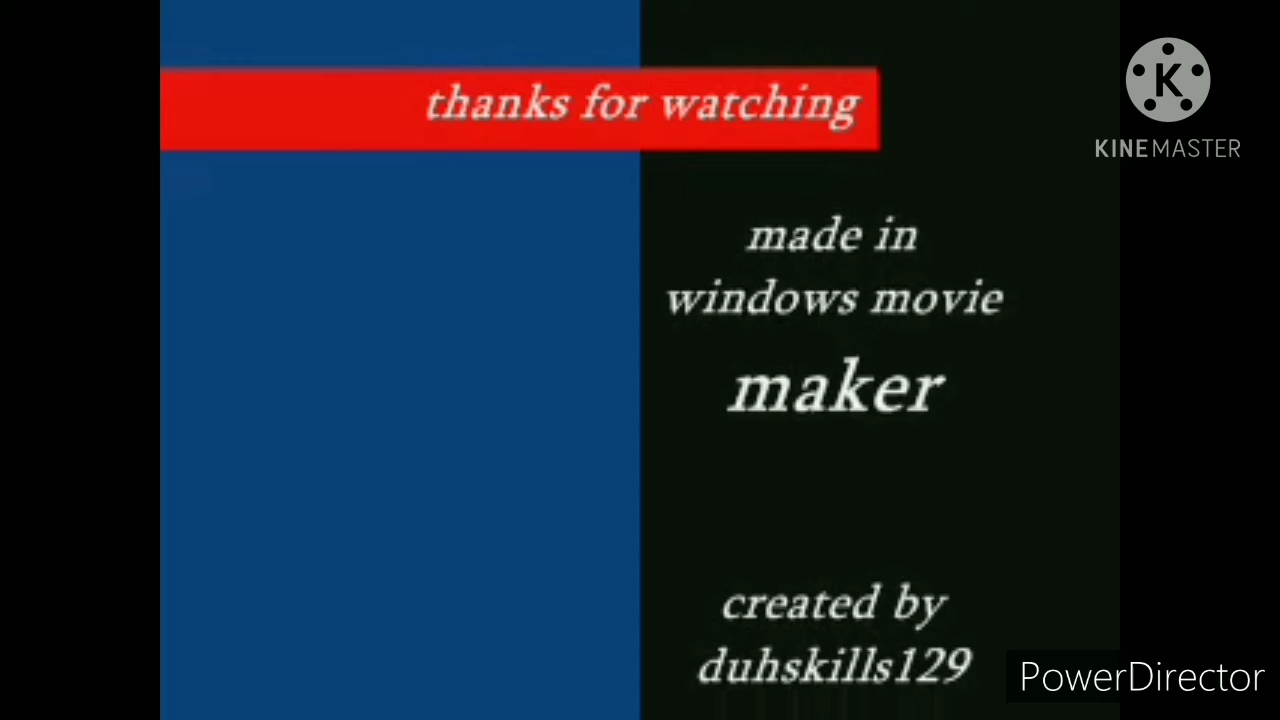 thanks for watching
K
KINEMASTER
made in
windows movie
maker
created by
duhskills129
PowerDirector